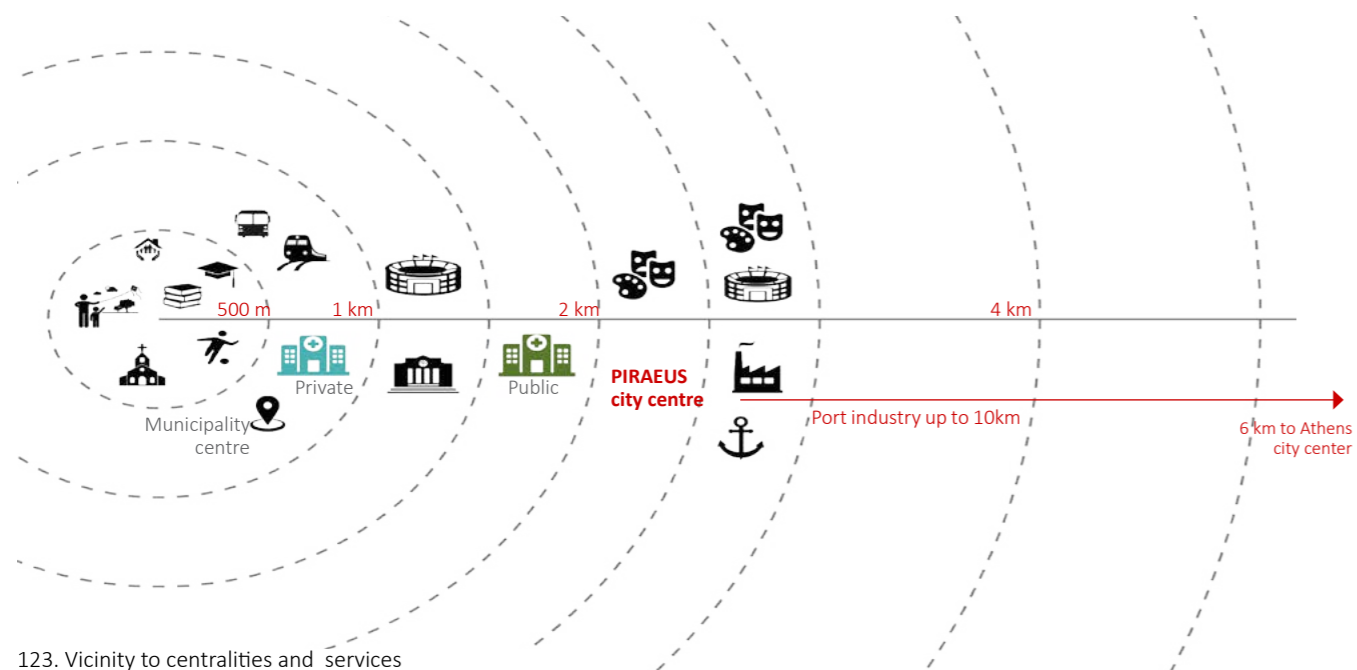 500 m
1 km
2 km
4 km
Private
Public
PIRAEUS
city centre
Municipality
centre
Port industry up to 10km
6 km to Athens
city center
123. Vicinity to centralities and services